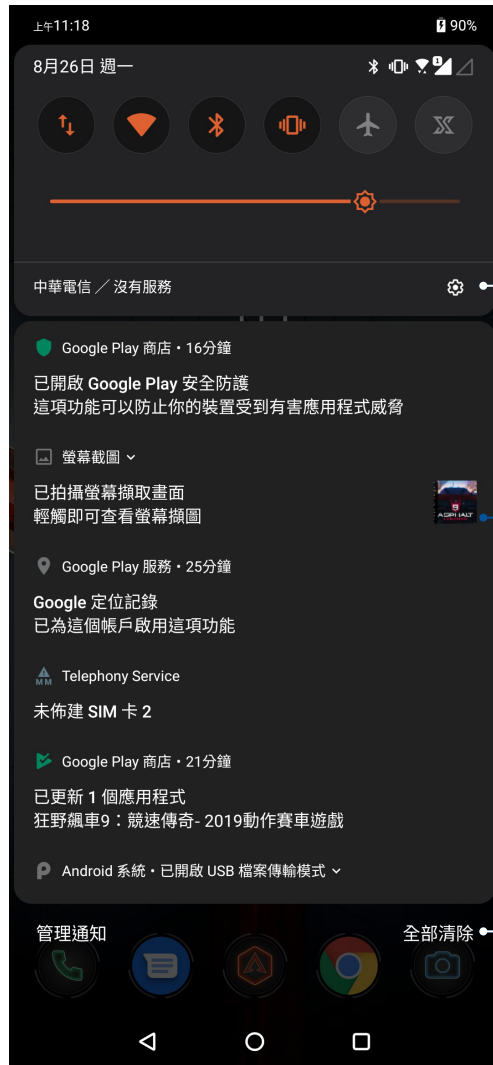 上午11:18
90%
8月26日 週一
1
中華電信 ╱ 沒有服務
Google Play 商店 • 16分鐘
已開啟 Google Play 安全防護
這項功能可以防止你的裝置受到有害應用程式威脅
螢幕截圖
已拍攝螢幕擷取畫面
輕觸即可查看螢幕擷圖
9
ASPHALT
Google Play 服務 • 25分鐘
Google 定位記錄
已為這個帳戶啟用這項功能
MM Telephony Service
未佈建 SIM 卡 2
Google Play 商店 • 21分鐘
已更新 1 個應用程式
狂野飆車9：競速傳奇- 2019動作賽車遊戲
Android 系統 • 已開啟 USB 檔案傳輸模式
管理通知
全部清除